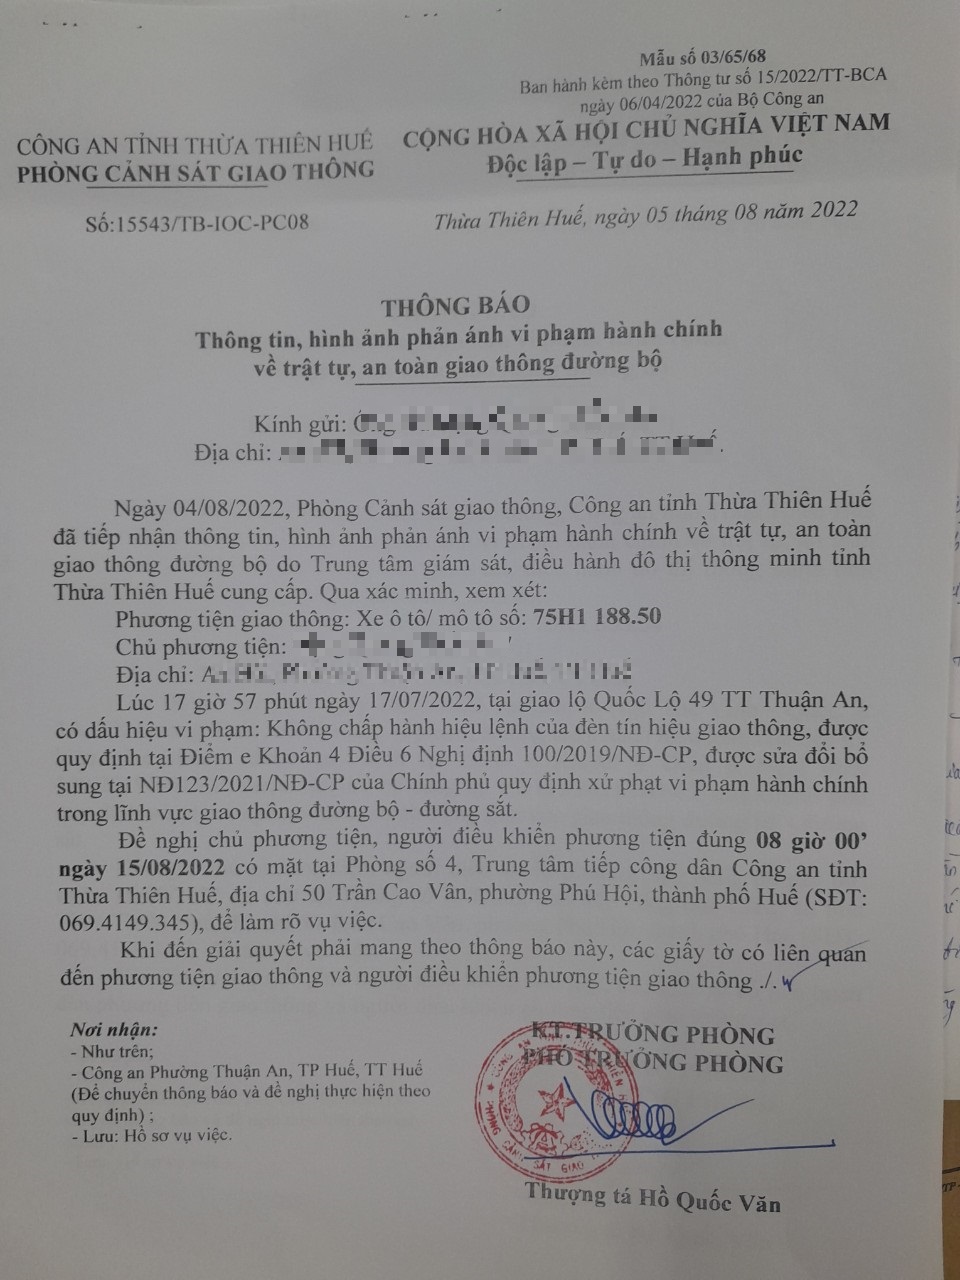 Mẫu số 03/65/68
Ban hành kèm theo Thông tư số 15/2022/TT-BCA
ngày 06/04/2022 của Bộ Công an
CÔNG AN TỈNH THỪA THIÊN HUẾ
PHÒNG CẢNH SÁT GIAO THÔNG
CỘNG HÒA XÃ HỘI CHỦ NGHĨA VIỆT NAM
Độc lập – Tự do – Hạnh phúc
Số:15543/TB-IOC-PC08
Thừa Thiên Huế, ngày 05 tháng 08 năm 2022
THÔNG BÁO
Thông tin, hình ảnh phản ánh vi phạm hành chính
về trật tự, an toàn giao thông đường bộ
Kính gửi:
Địa chỉ:
Ngày 04/08/2022, Phòng Cảnh sát giao thông, Công an tỉnh Thừa Thiên Huế
đã tiếp nhận thông tin, hình ảnh phản ánh vi phạm hành chính về trật tự, an toàn
giao thông đường bộ do Trung tâm giám sát, điều hành đô thị thông minh tỉnh
Thừa Thiên Huế cung cấp. Qua xác minh, xem xét:
Phương tiện giao thông: Xe ô tô/ mô tô số: 75H1 188.50
Chủ phương tiện:
Địa chỉ:
Lúc 17 giờ 57 phút ngày 17/07/2022, tại giao lộ Quốc Lộ 49 TT Thuận An,
có dấu hiệu vi phạm: Không chấp hành hiệu lệnh của đèn tín hiệu giao thông, được
quy định tại Điểm e Khoản 4 Điều 6 Nghị định 100/2019/NĐ-CP, được sửa đổi bổ
sung tại NĐ123/2021/NĐ-CP của Chính phủ quy định xử phạt vi phạm hành chính
trong lĩnh vực giao thông đường bộ - đường sắt.
Đề nghị chủ phương tiện, người điều khiển phương tiện đúng 08 giờ 00’
ngày 15/08/2022 có mặt tại Phòng số 4, Trung tâm tiếp công dân Công an tỉnh
Thừa Thiên Huế, địa chỉ 50 Trần Cao Vân, phường Phú Hội, thành phố Huế (SĐT:
069.4149.345), để làm rõ vụ việc.
Khi đến giải quyết phải mang theo thông báo này, các giấy tờ có liên quan
đến phương tiện giao thông và người điều khiển phương tiện giao thông ./.
Nơi nhận:
- Như trên;
- Công an Phường Thuận An, TP Huế, TT Huế
(Để chuyển thông báo và đề nghị thực hiện theo
quy định) ;
- Lưu: Hồ sơ vụ việc.
KT.TRƯỞNG PHÒNG
PHÓ TRƯỞNG PHÒNG
Thượng tá Hồ Quốc Văn